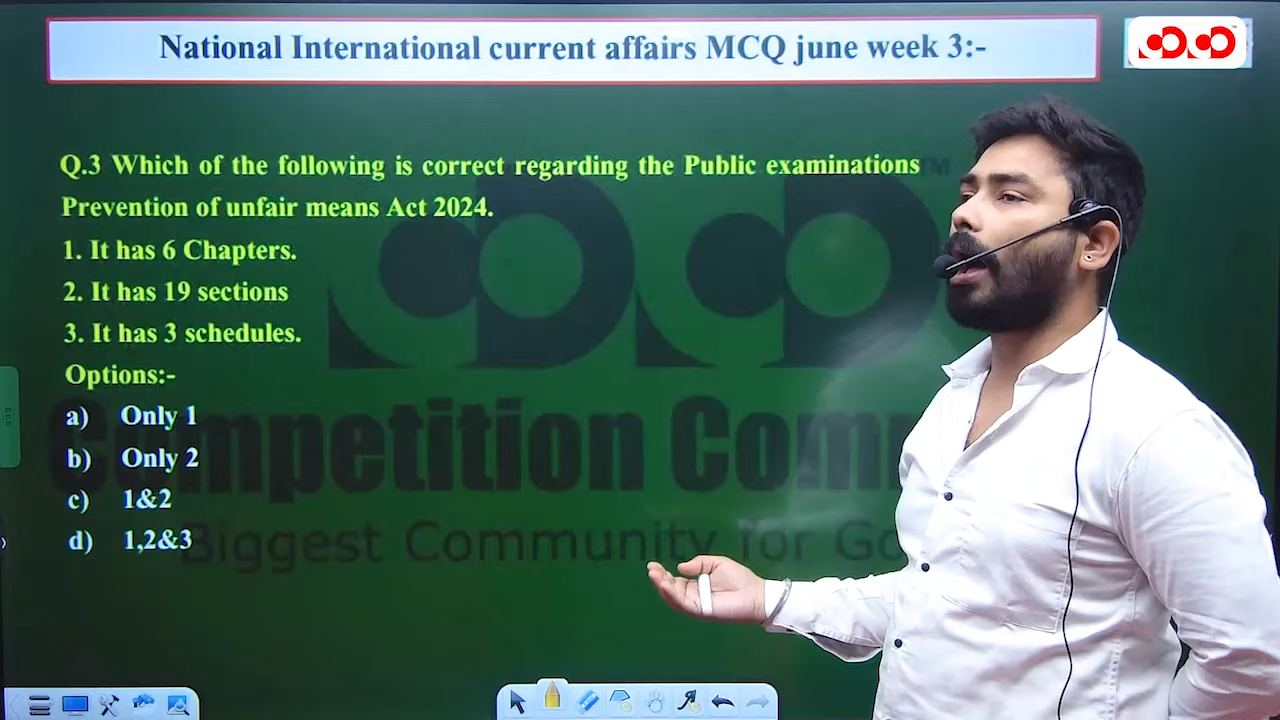 National International current affairs MCQ june week 3:-
Q.3 Which of the following is correct regarding the Public examinations
Prevention of unfair means Act 2024.
1. It has 6 Chapters.
2. It has 19 sections
3. It has 3 schedules.
Options:-
a) Only 1
b) Only 2
c) 1&2
d) 1,2&3
Competition Comm
Biggest Community for Go
TM